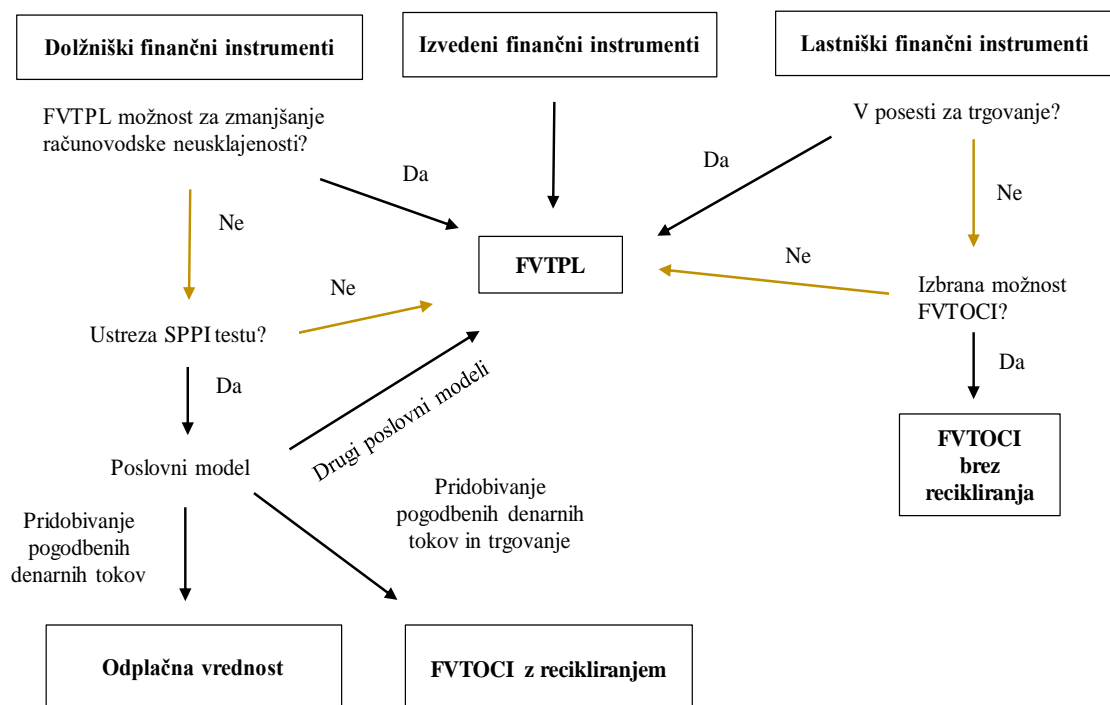 Dolžniški finančni instrumenti
Izvedeni finančni instrumenti
Lastniški finančni instrumenti
FVTPL možnost za zmanjšanje
računovodske neusklajenosti?
V posesti za trgovanje?
Da
Da
Ne
Ne
FVTPL
Ne
Ne
Izbrana možnost
FVTOCI?
Ustreza SPPI testu?
Da
Da
Drugi poslovni modeli
FVTOCI
brez
recikliranja
Poslovni model
Pridobivanje
pogodbenih denarnih
tokov in trgovanje
Pridobivanje
pogodbenih
denarnih tokov
Odplačna vrednost
FVTOCI z recikliranjem